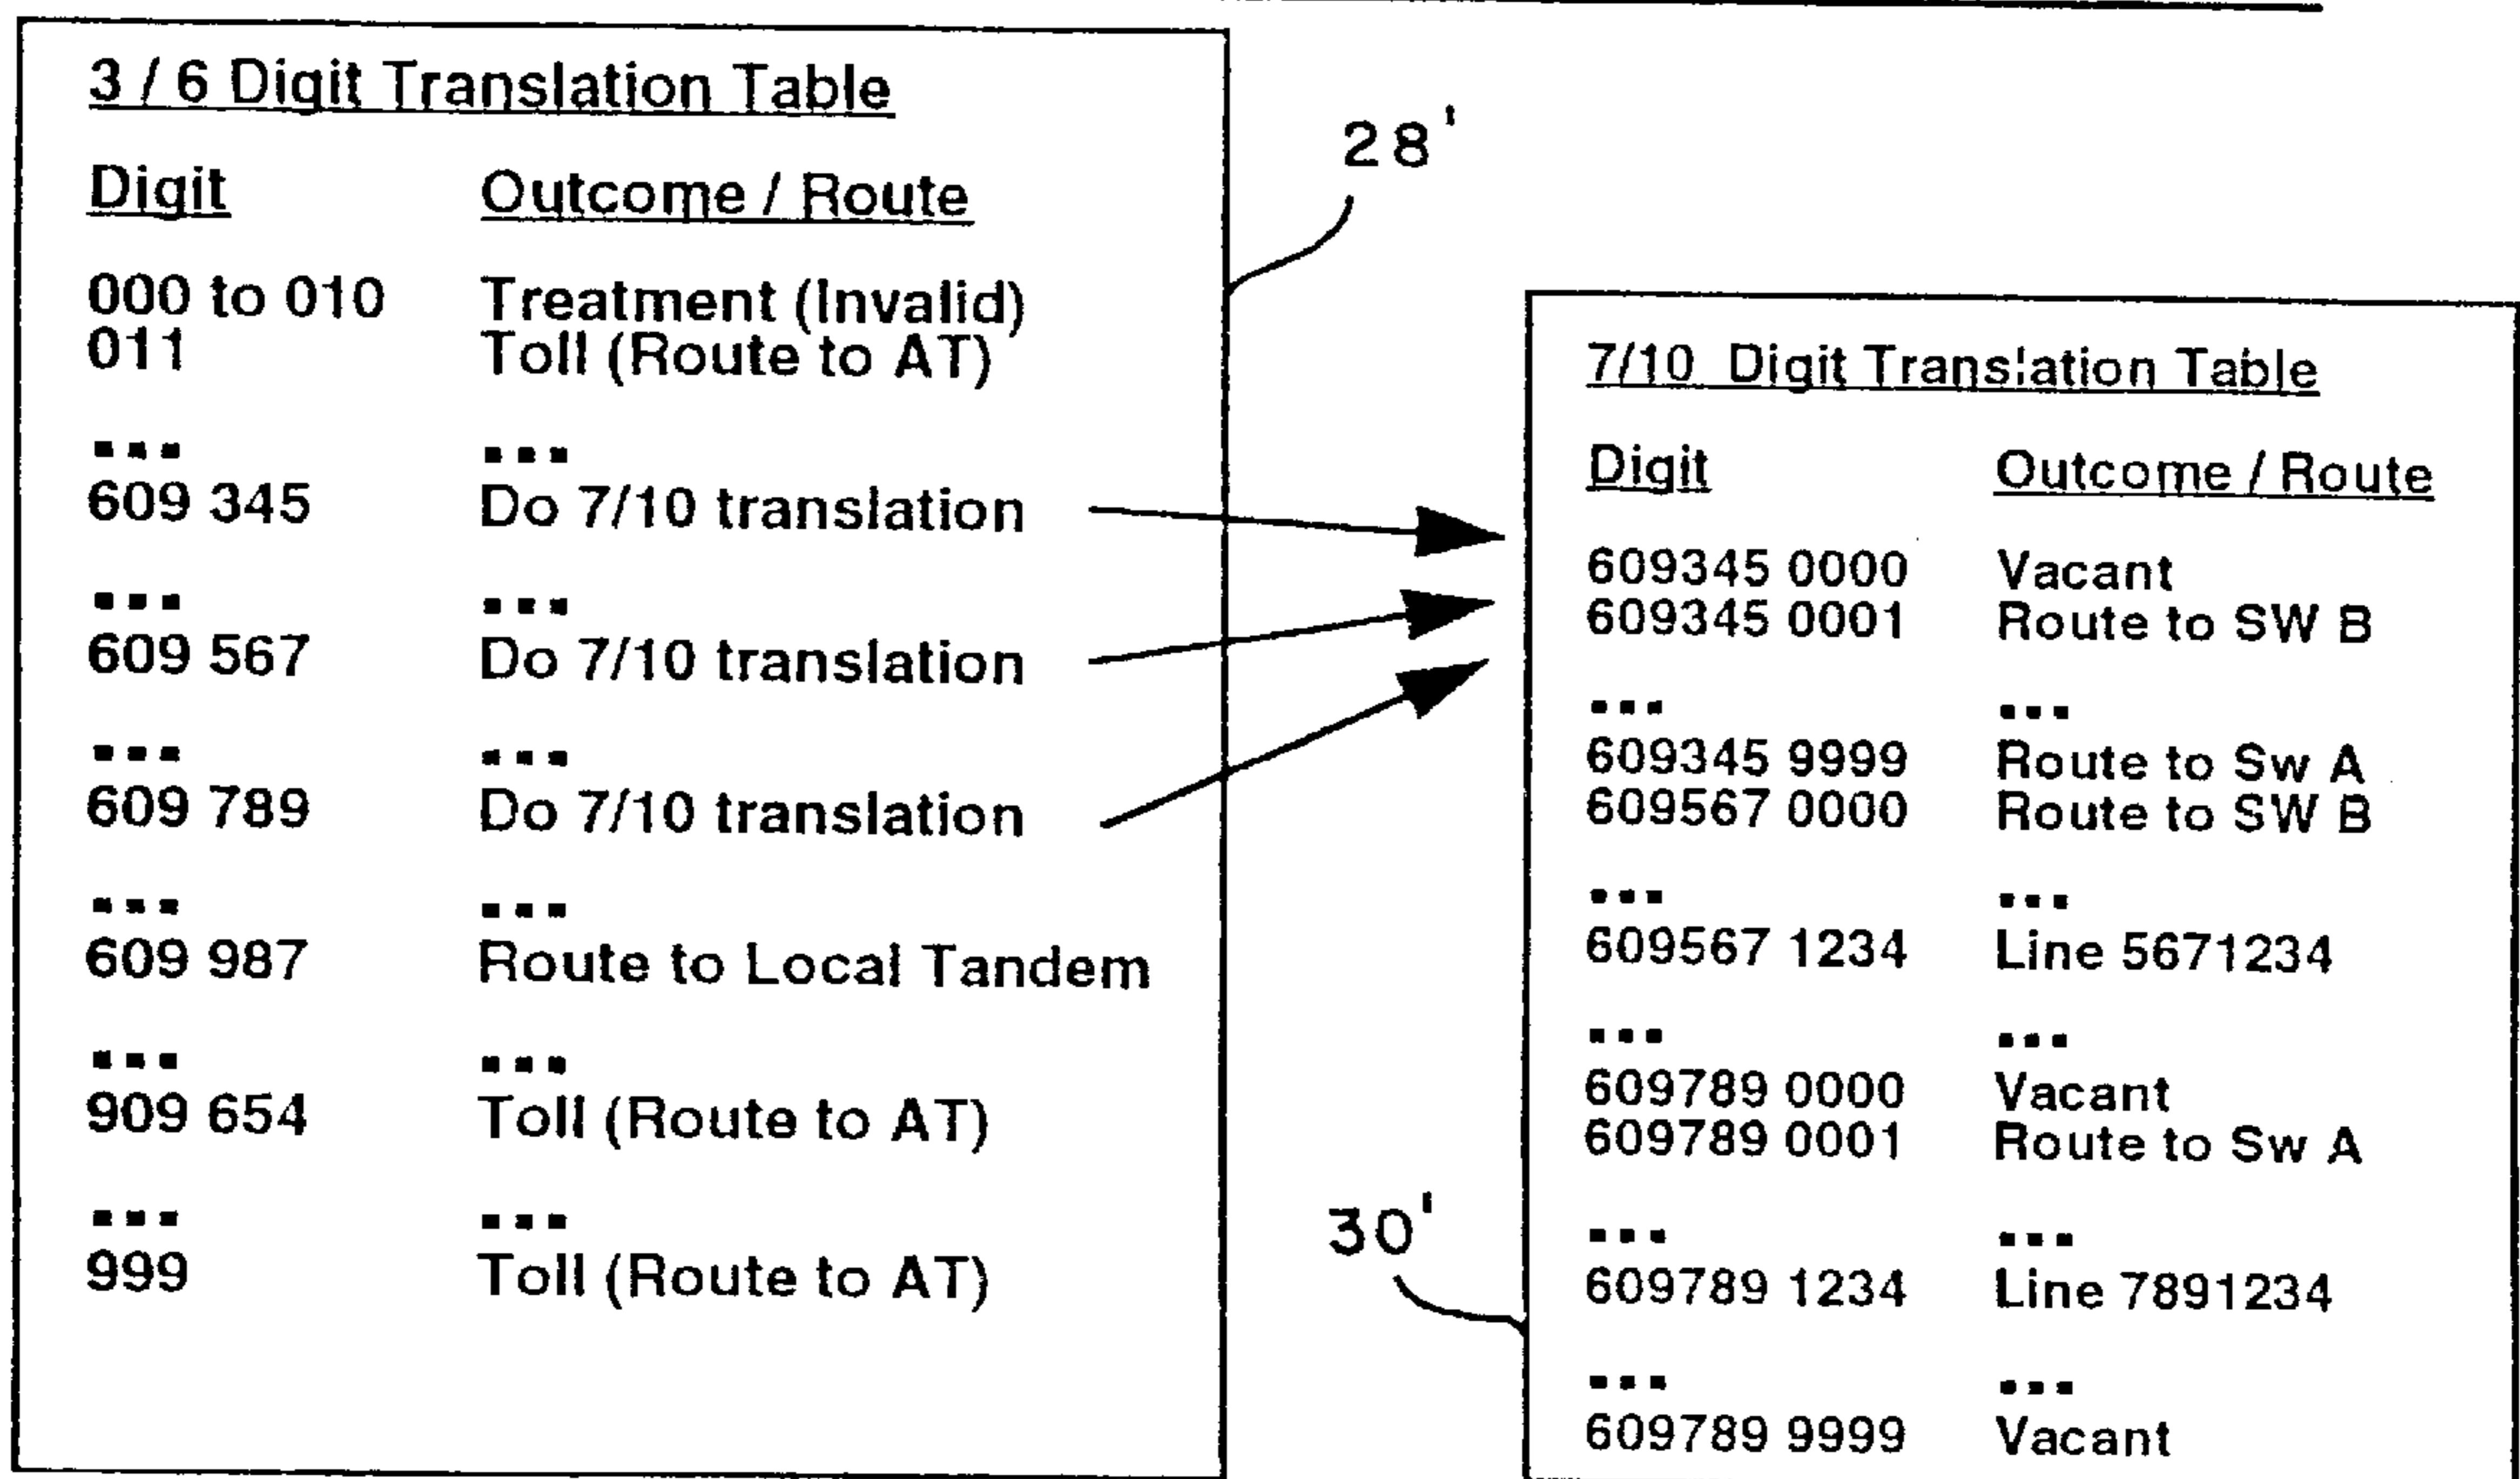 3 / 6 Digit Translation Table
Digit Outcome / Route
000 to 010 Treatment (Invalid)
011 Toll (Route to AT)
... ...
609 345 Do 7/10 translation
... ...
609 567 Do 7/10 translation
... ...
609 789 Do 7/10 translation
... ...
609 987 Route to Local Tandem
... ...
909 654 Toll (Route to AT)
... ...
999 Toll (Route to AT)
28'
7/10 Digit Translation Table
Digit Outcome / Route
609345 0000 Vacant
609345 0001 Route to SW B
... ...
609345 9999 Route to Sw A
609567 0000 Route to SW B
... ...
609567 1234 Line 5671234
... ...
609789 0000 Vacant
609789 0001 Route to Sw A
... ...
609789 1234 Line 7891234
... ...
609789 9999 Vacant
30'